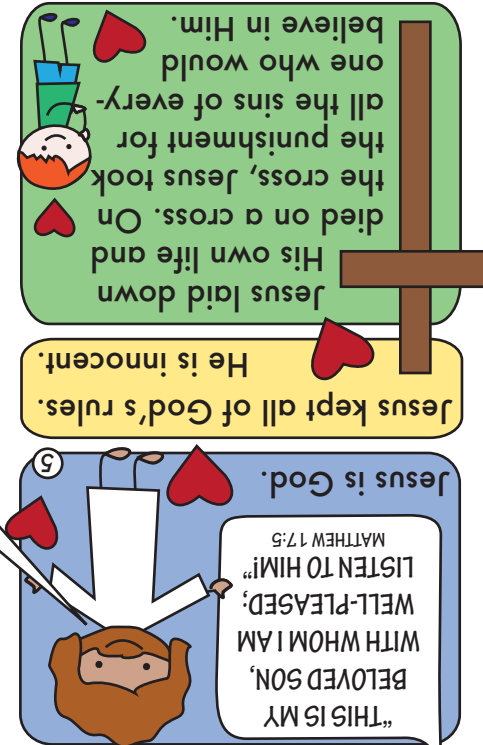 "THIS IS MY
BELOVED SON,
WITH WHOM I AM
WELL-PLEASED;
LISTEN TO HIM!"
MATTHEW 17:5
Jesus is God.
5
Jesus kept all of God's rules.
He is innocent.
Jesus laid down
His own life and
died on a cross. On
the cross, Jesus took
the punishment for
all the sins of every-
one who would
believe in Him.